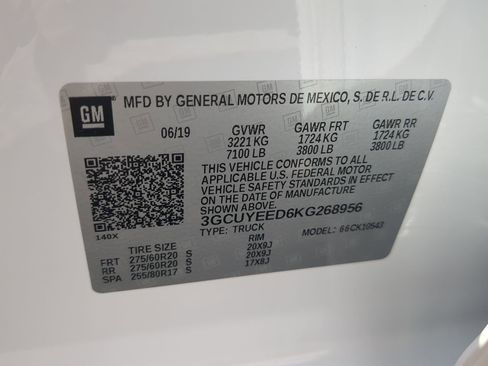 GM
MFD BY GENERAL MOTORS DE MEXICO, S. DE R.L. DE C.V.
06/19 GVWR GAWR FRT GAWR RR
3221 KG 1724 KG 1724 KG
7100 LB 3800 LB 3800 LB
THIS VEHICLE CONFORMS TO ALL
APPLICABLE U.S. FEDERAL MOTOR
VEHICLE SAFETY STANDARDS IN EFFECT
ON THE DATE OF MANUFACTURE
3GCUYEED6KG268956
140X TYPE: TRUCK MODEL: 66CK10543
TIRE SIZE RIM
FRT 275/60R20 S 20X9J
RR 275/60R20 S 20X9J
SPA 255/80R17 S 17X8J